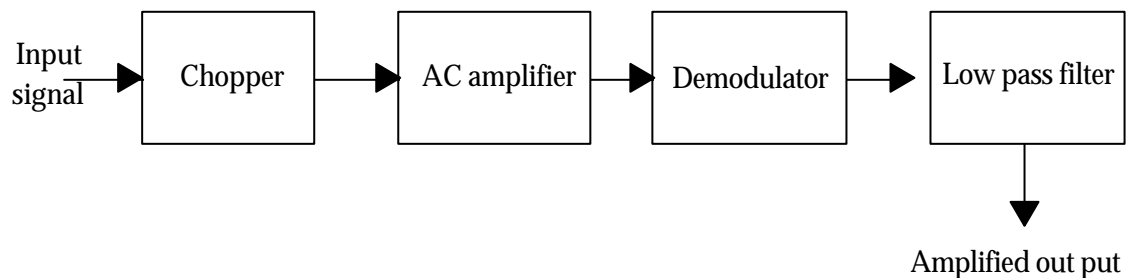 Input
signal
Chopper
AC amplifier
Demodulator
Low pass filter
Amplified out put